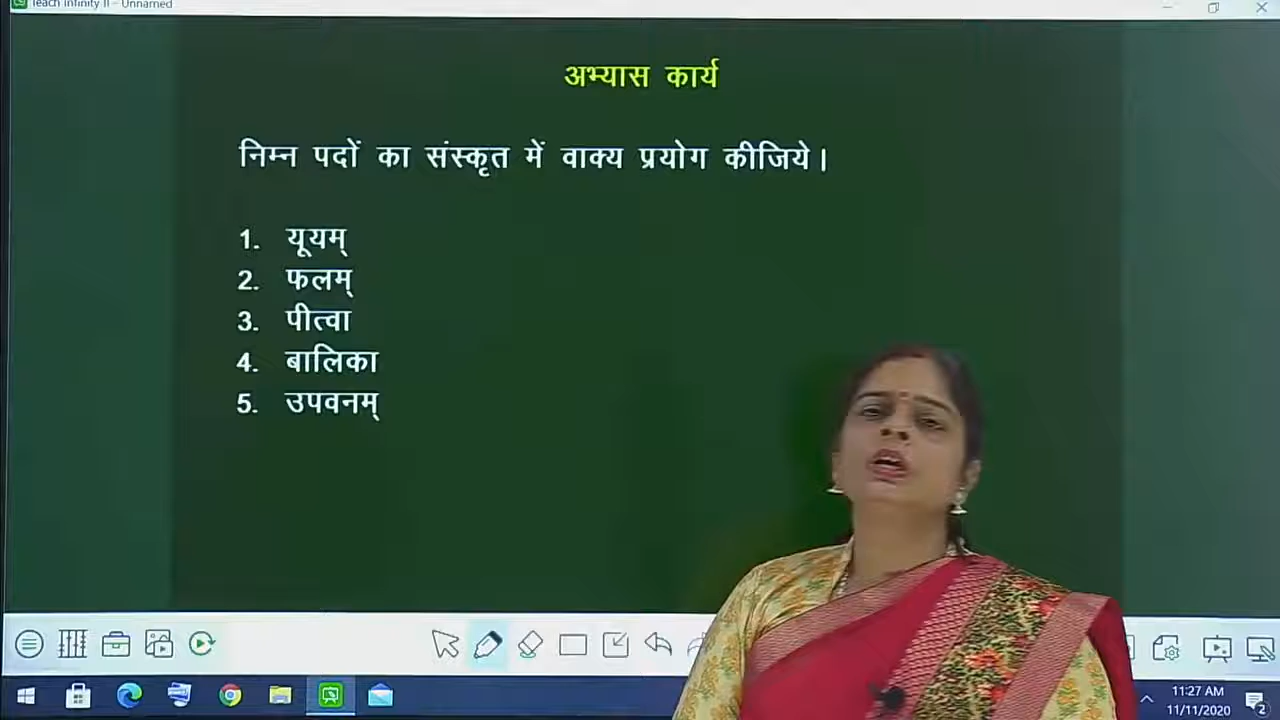 Teach Infinity II - Unnamed
अभ्यास कार्य
निम्न पदों का संस्कृत में वाक्य प्रयोग कीजिये।
1. यूयम्
2. फलम्
3. पीत्वा
4. बालिका
5. उपवनम्
11:27 AM
11/11/2020
2